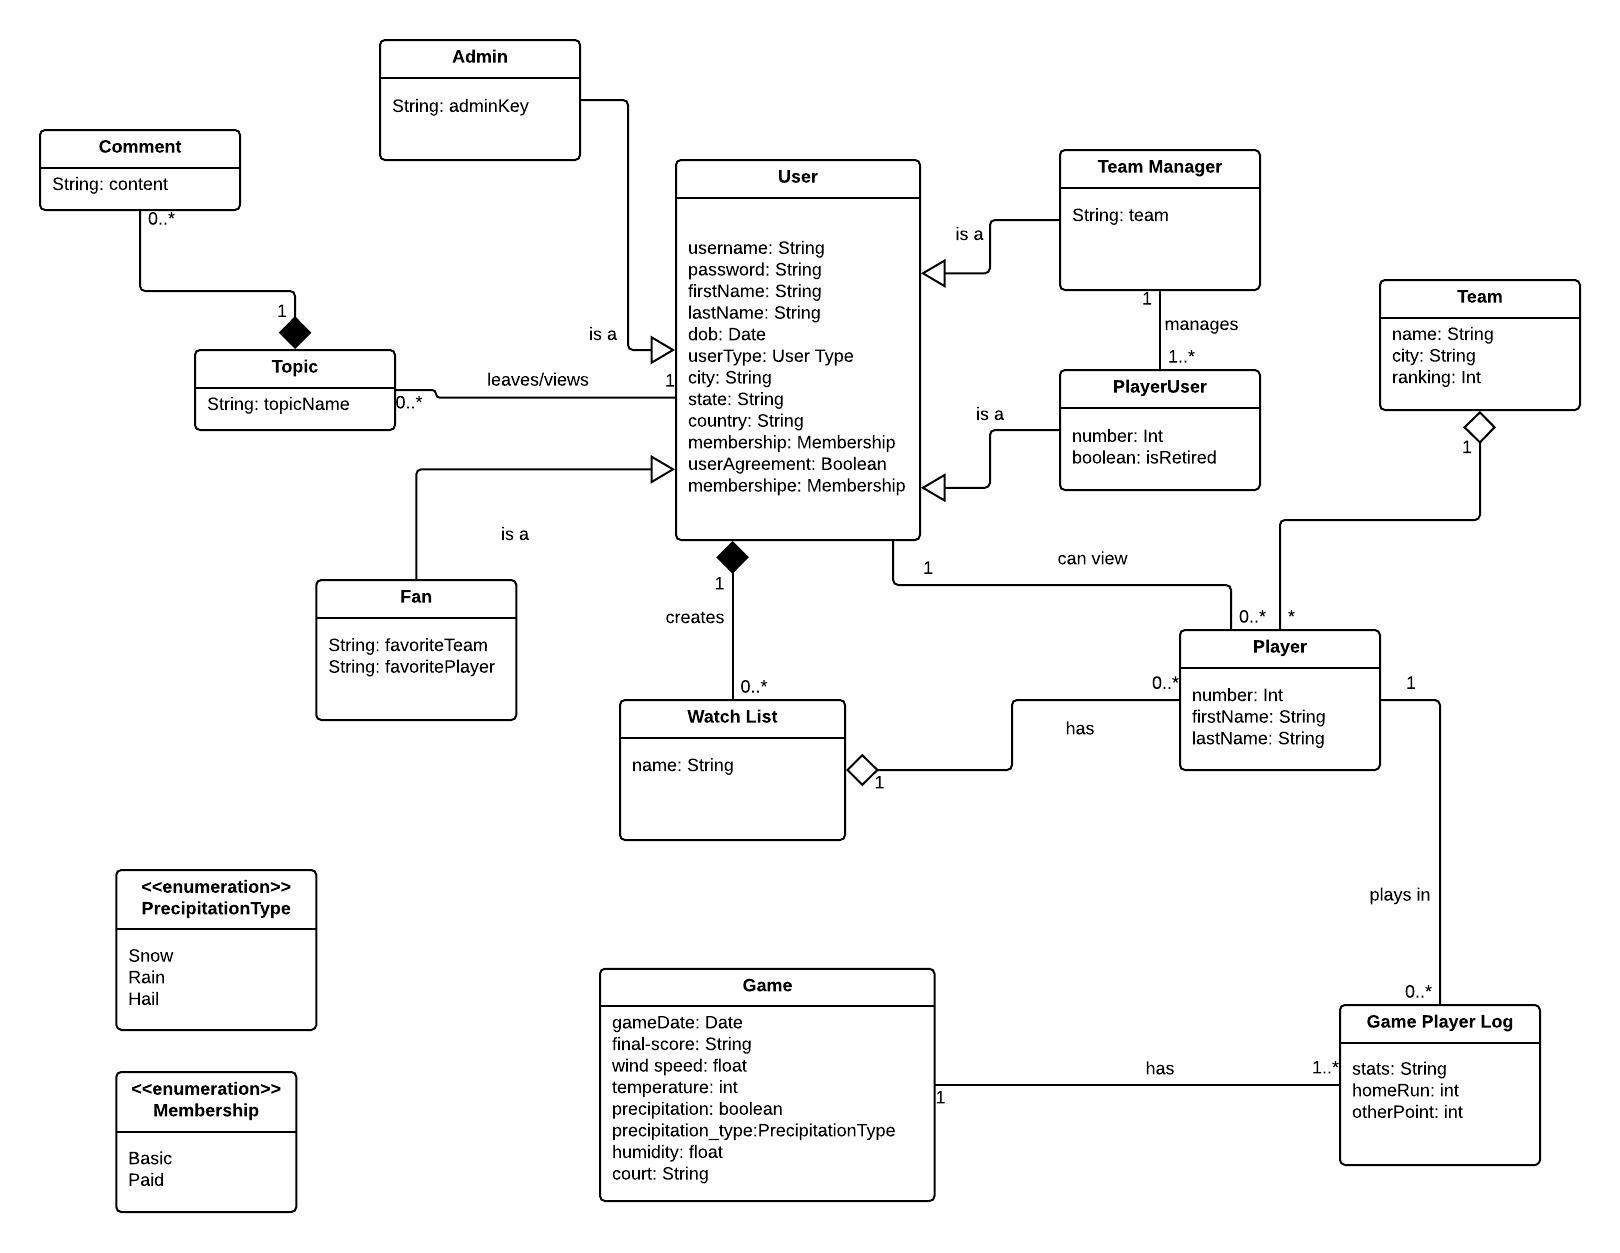 Admin
String: adminKey
Comment
String: content
0..*
1
Topic
String: topicName
0..*
leaves/views
1
is a
User
username: String
password: String
firstName: String
lastName: String
dob: Date
userType: User Type
city: String
state: String
country: String
membership: Membership
userAgreement: Boolean
membershipe: Membership
is a
Team Manager
String: team
1
manages
1..*
PlayerUser
number: Int
boolean: isRetired
is a
Team
name: String
city: String
ranking: Int
1
is a
Fan
String: favoriteTeam
String: favoritePlayer
1
creates
0..*
1
can view
0..*
*
Player
number: Int
firstName: String
lastName: String
Watch List
name: String
1
has
0..*
1
plays in
0..*
<<enumeration>>
PrecipitationType
Snow
Rain
Hail
<<enumeration>>
Membership
Basic
Paid
Game
gameDate: Date
final-score: String
wind speed: float
temperature: int
precipitation: boolean
precipitation_type:PrecipitationType
humidity: float
court: String
1
has
1..*
Game Player Log
stats: String
homeRun: int
otherPoint: int